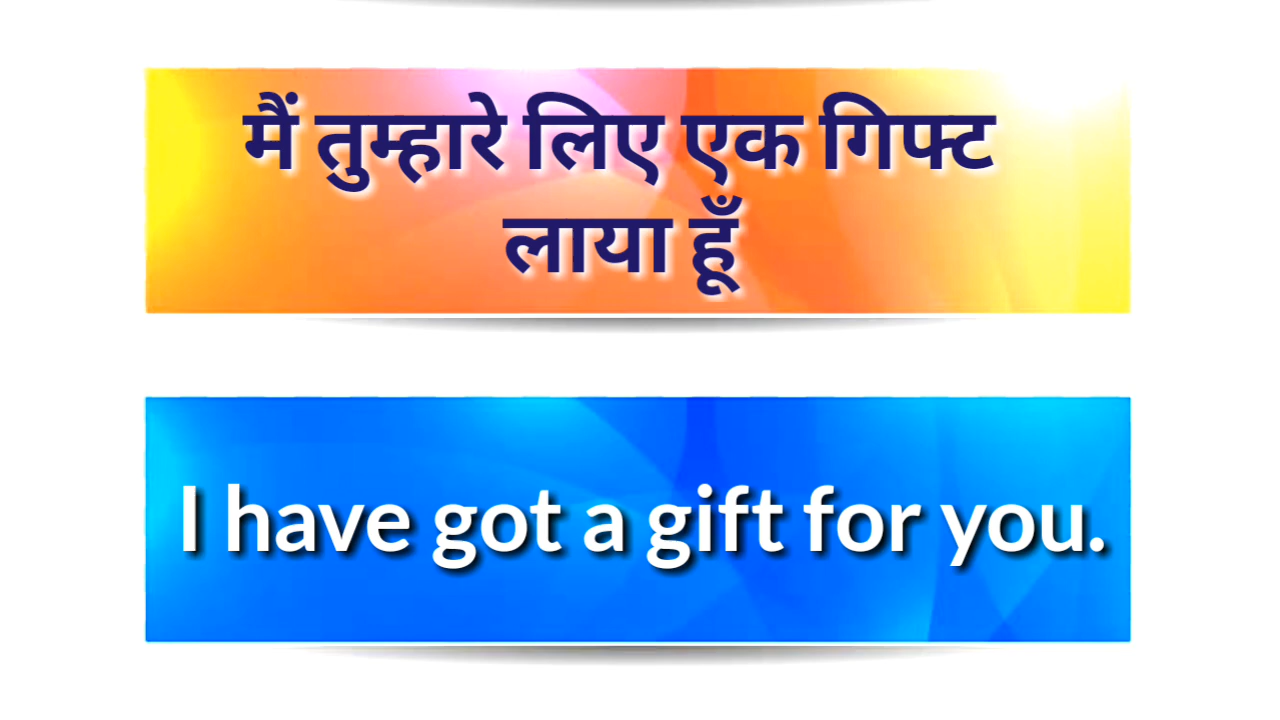 मैं तुम्हारे लिए एक गिफ्ट
लाया हूँ
I have got a gift for you.